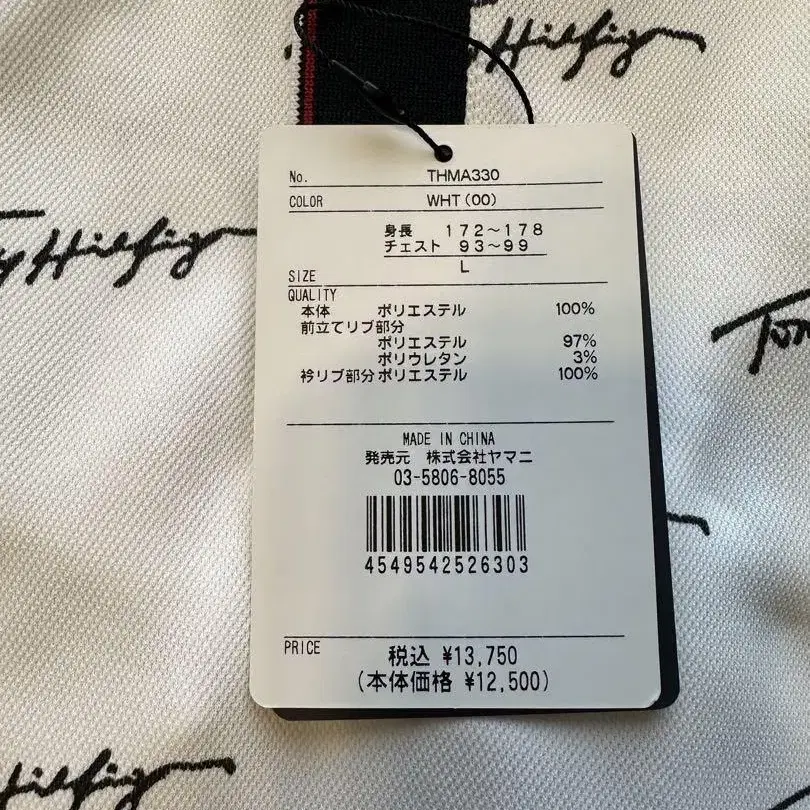 Hilfiger
No. THMA330
COLOR WHT(00)
身長 172～178
チェスト 93～99
SIZE L
QUALITY
本体 ポリエステル 100%
前立てリブ部分
ポリエステル 97%
ポリウレタン 3%
衿リブ部分 ポリエステル 100%
MADE IN CHINA
発売元 株式会社ヤマニ
03-5806-8055
4549542526303
PRICE 税込 ¥13,750
(本体価格 ¥12,500)
Hilfiger
Hilfiger